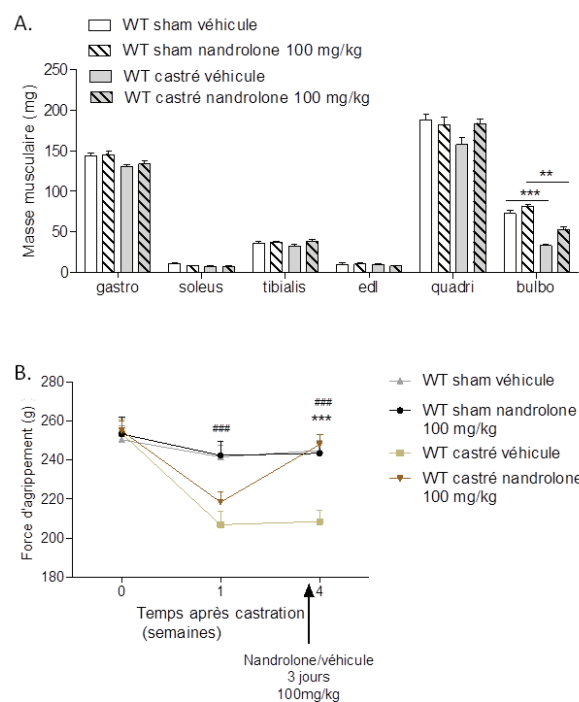 A.
WT sham véhicule
WT sham nandrolone 100 mg/kg
WT castré véhicule
WT castré nandrolone 100 mg/kg
Masse musculaire (mg)
250
200
150
100
50
0
***
**
gastro
soleus
tibialis
edl
quadri
bulbo
B.
Force d'agrippement (g)
280
260
240
220
200
180
###
###
***
0
1
4
Temps après castration
(semaines)
WT sham véhicule
WT sham nandrolone
100 mg/kg
WT castré véhicule
WT castré nandrolone
100 mg/kg
Nandrolone/véhicule
3 jours
100mg/kg